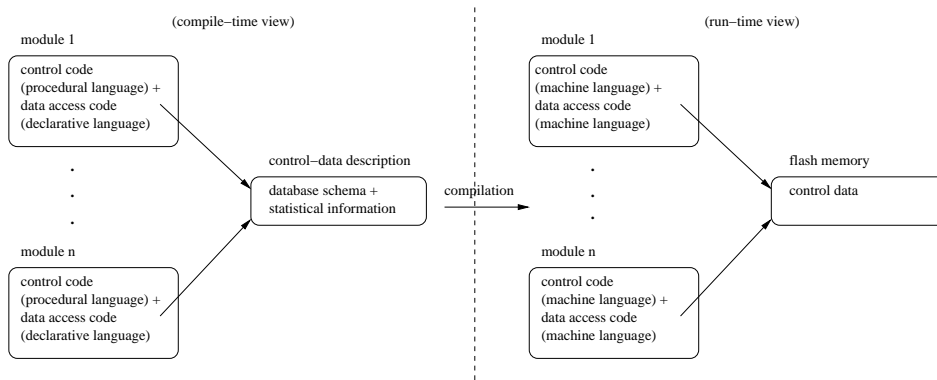 (compile−time view)
module 1
control code
(procedural language) +
data access code
(declarative language)
control−data description
database schema +
statistical information
module n
control code
(procedural language) +
data access code
(declarative language)
compilation
(run−time view)
module 1
control code
(machine language) +
data access code
(machine language)
flash memory
control data
module n
control code
(machine language) +
data access code
(machine language)